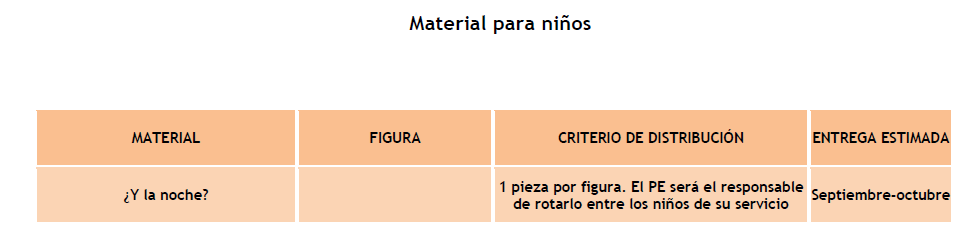 Material para niños
MATERIAL
FIGURA
CRITERIO DE DISTRIBUCIÓN
ENTREGA ESTIMADA
¿Y la noche?
1 pieza por figura. El PE será el responsable
de rotarlo entre los niños de su servicio
Septiembre-octubre